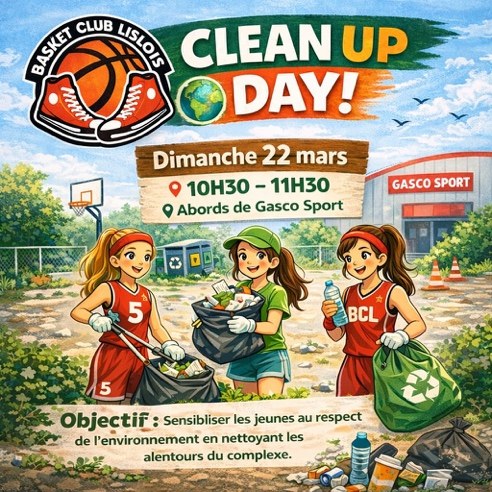 BASKET CLUB LISLOIS
CLEAN UP
DAY!
Dimanche 22 mars
10H30 – 11H30
Abords de Gasco Sport
GASCO SPORT
5
BCL
5
Objectif : Sensibliser les jeunes au respect
de l'environnement en nettoyant les
alentours du complexe.